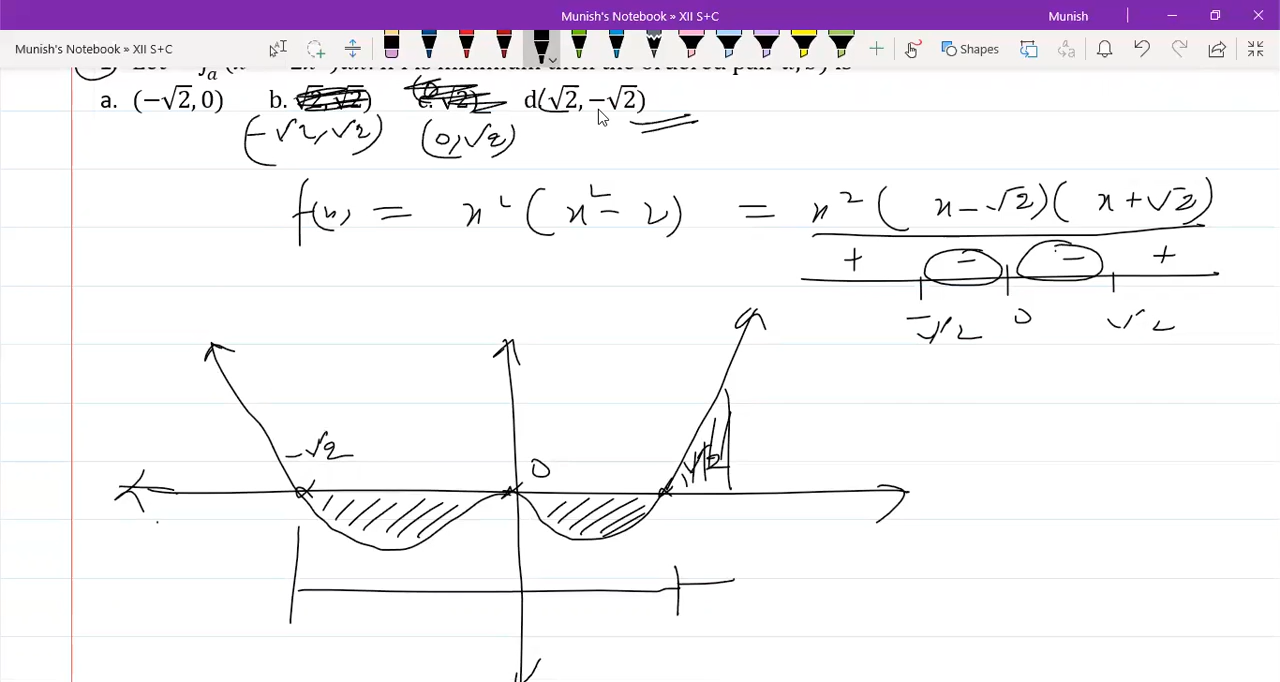 Munish's Notebook » XII S+C
Munish
Munish's Notebook » XII S+C
Shapes
a. (−√2, 0) b. √2, √2) c. √2) d(√2, −√2)
(-√2, √2) (0, √2)
f(x) = x² (x² - 2) = x² (x - √2)(x + √2)
+ - - +
-√2 0 √2
-√2 0 √2